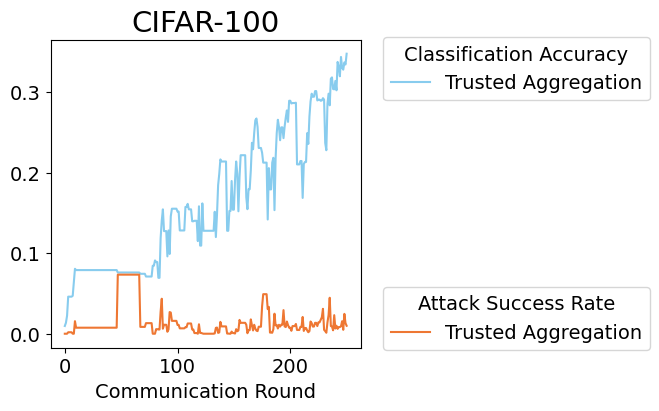 CIFAR-100
0.3
0.2
0.1
0.0
0
100
200
Communication Round
Classification Accuracy
Trusted Aggregation
Attack Success Rate
Trusted Aggregation